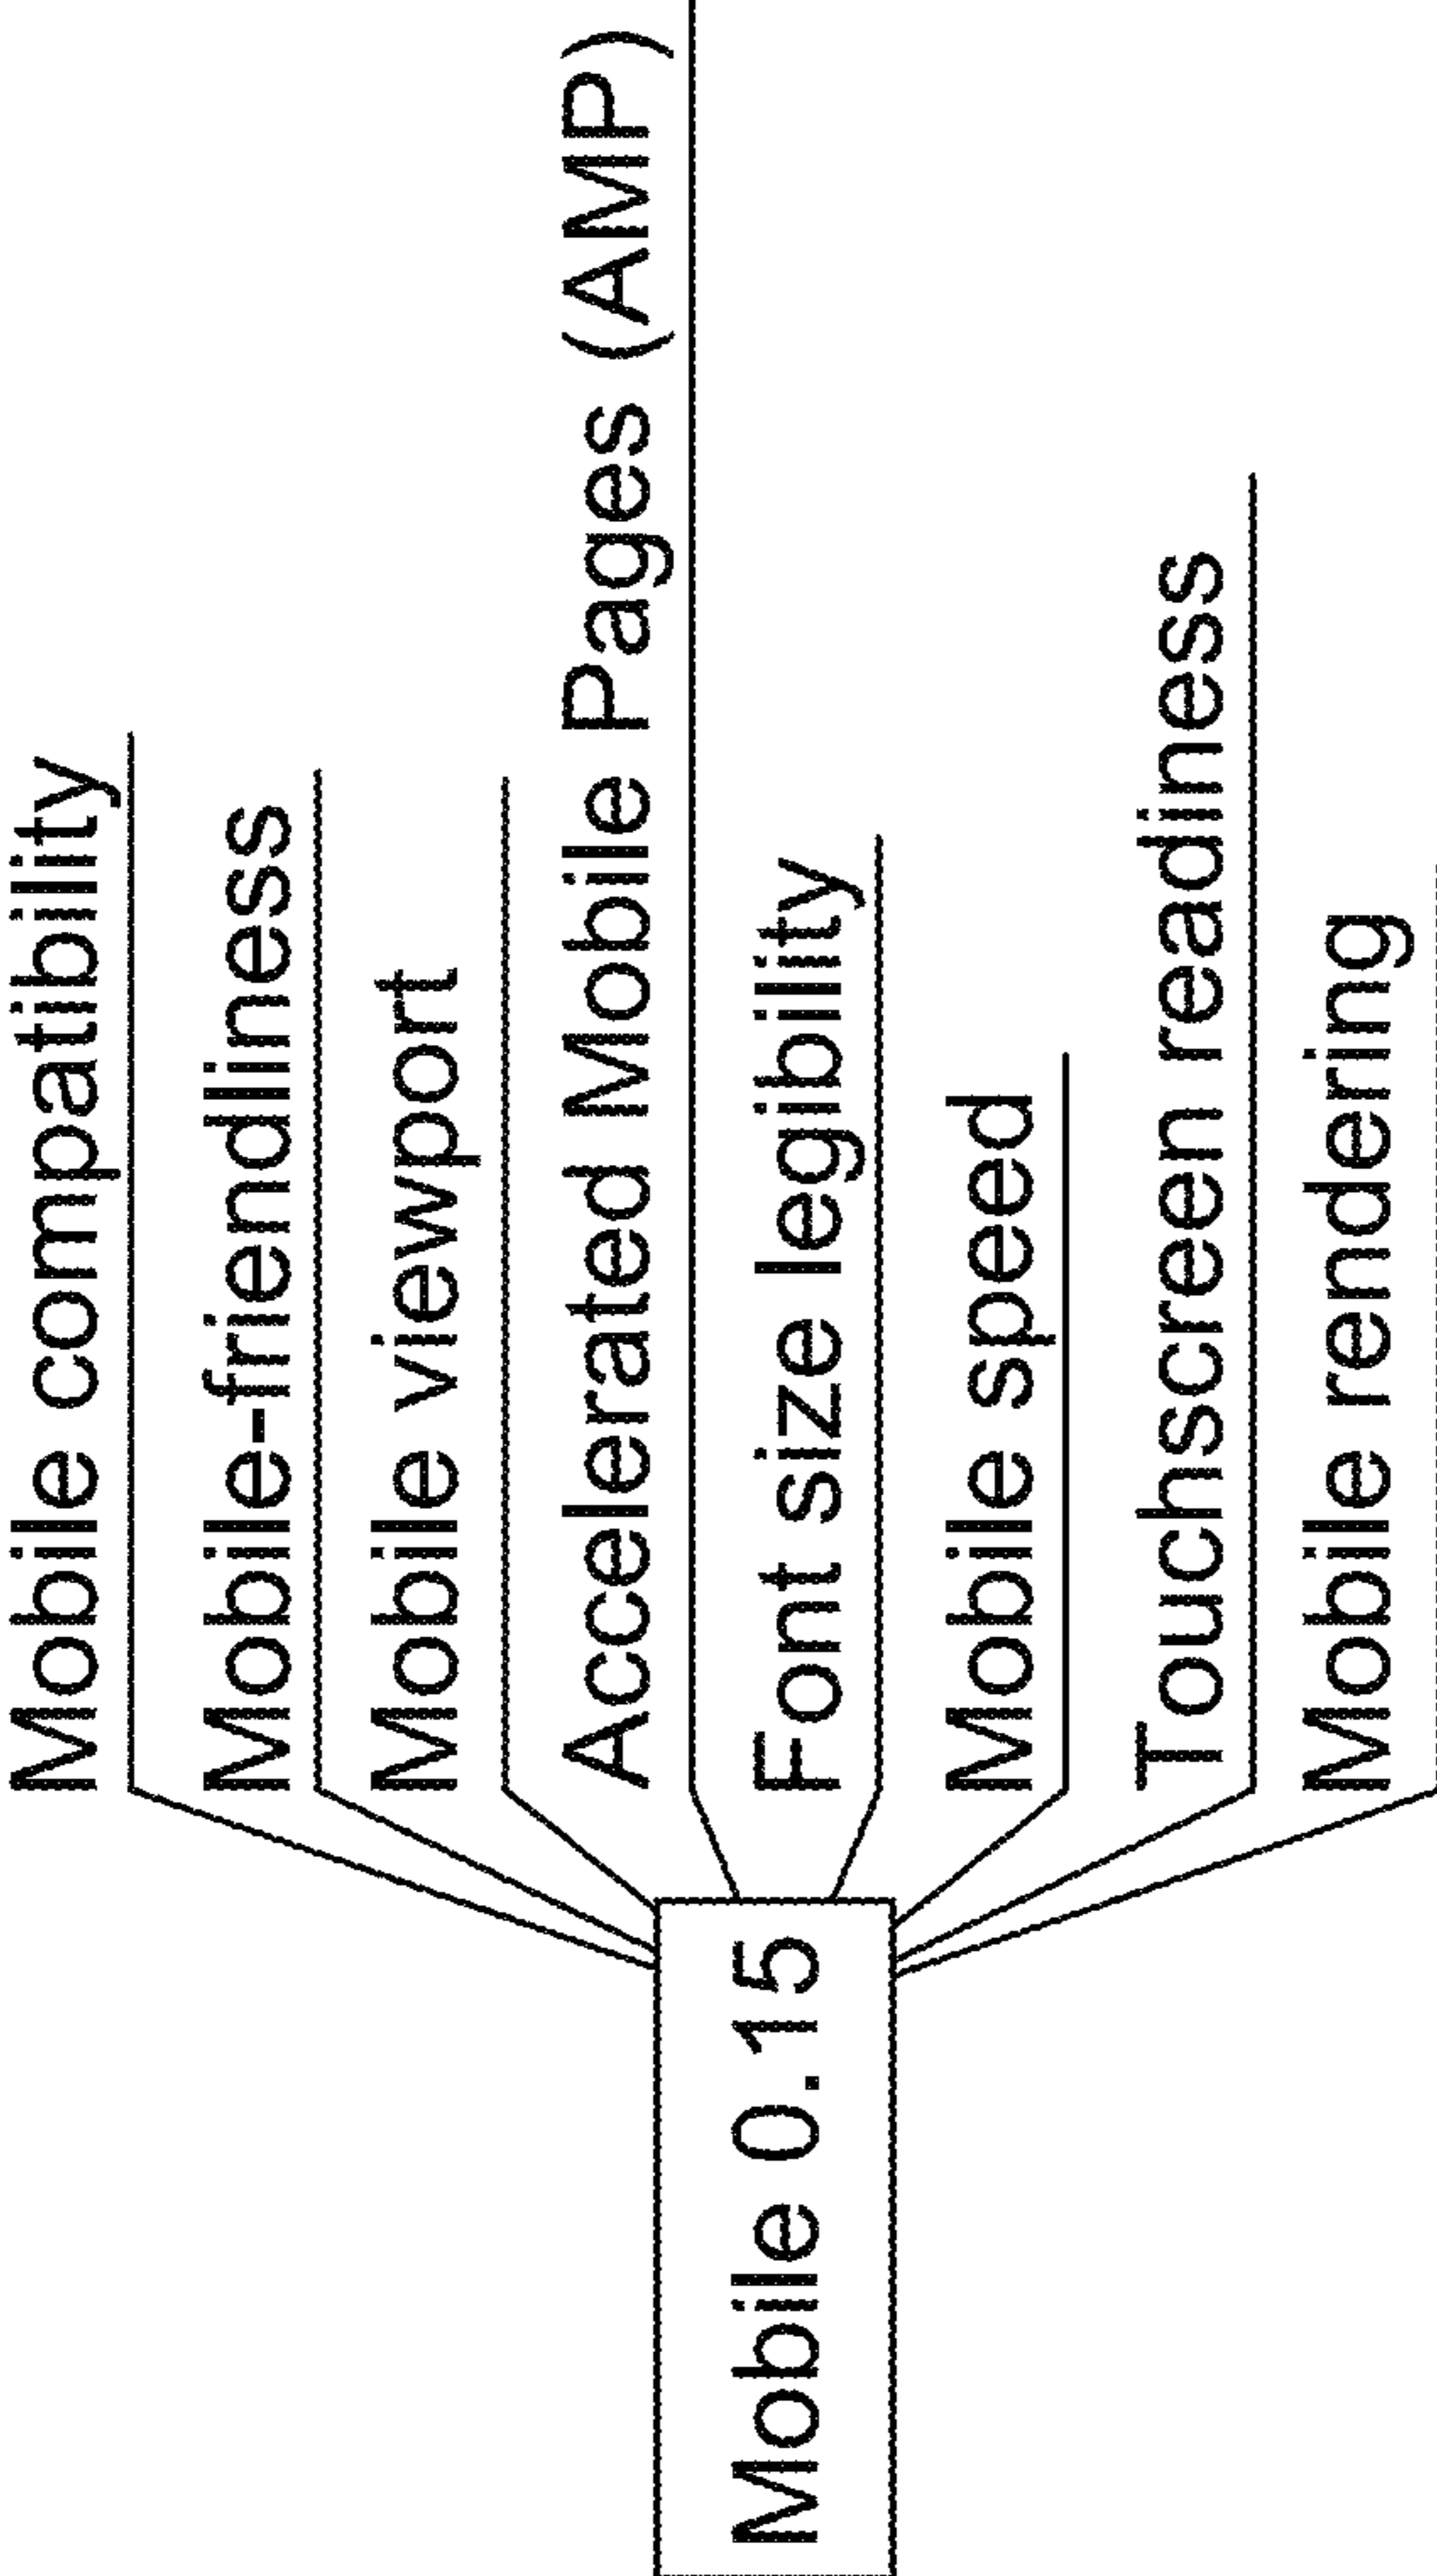 Mobile compatibility
Mobile-friendliness
Mobile viewport
Accelerated Mobile Pages (AMP)
Mobile 0.15
Font size legibility
Mobile speed
Touchscreen readiness
Mobile rendering